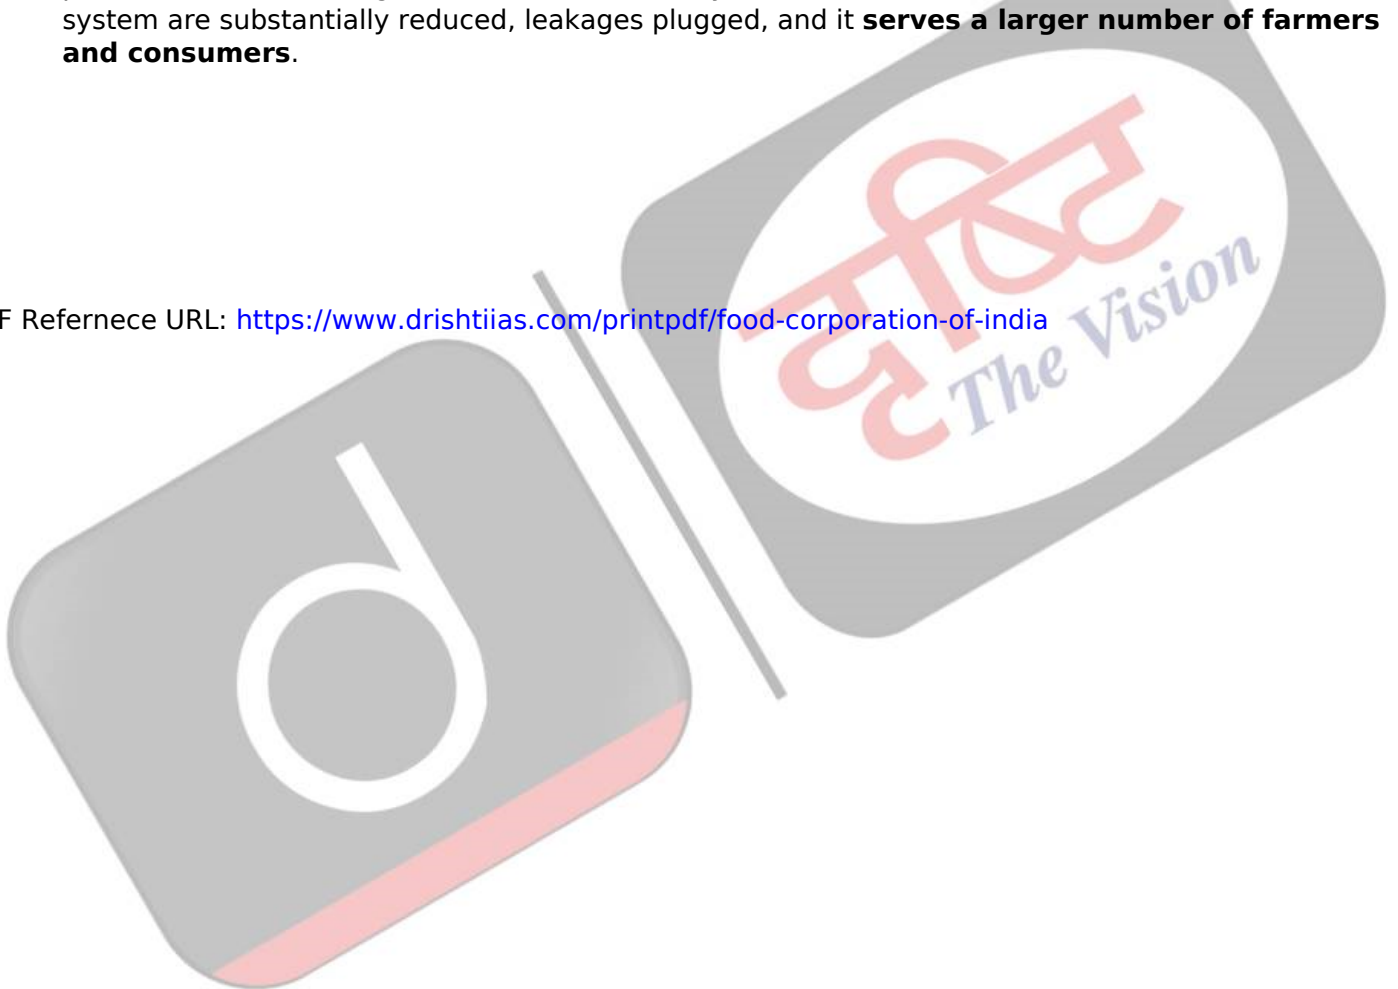 system are substantially reduced, leakages plugged, and it serves a larger number of farmers
and consumers.
F Refernece URL: https://www.drishtiias.com/printpdf/food-corporation-of-india
दृष्टि
The Vision
d